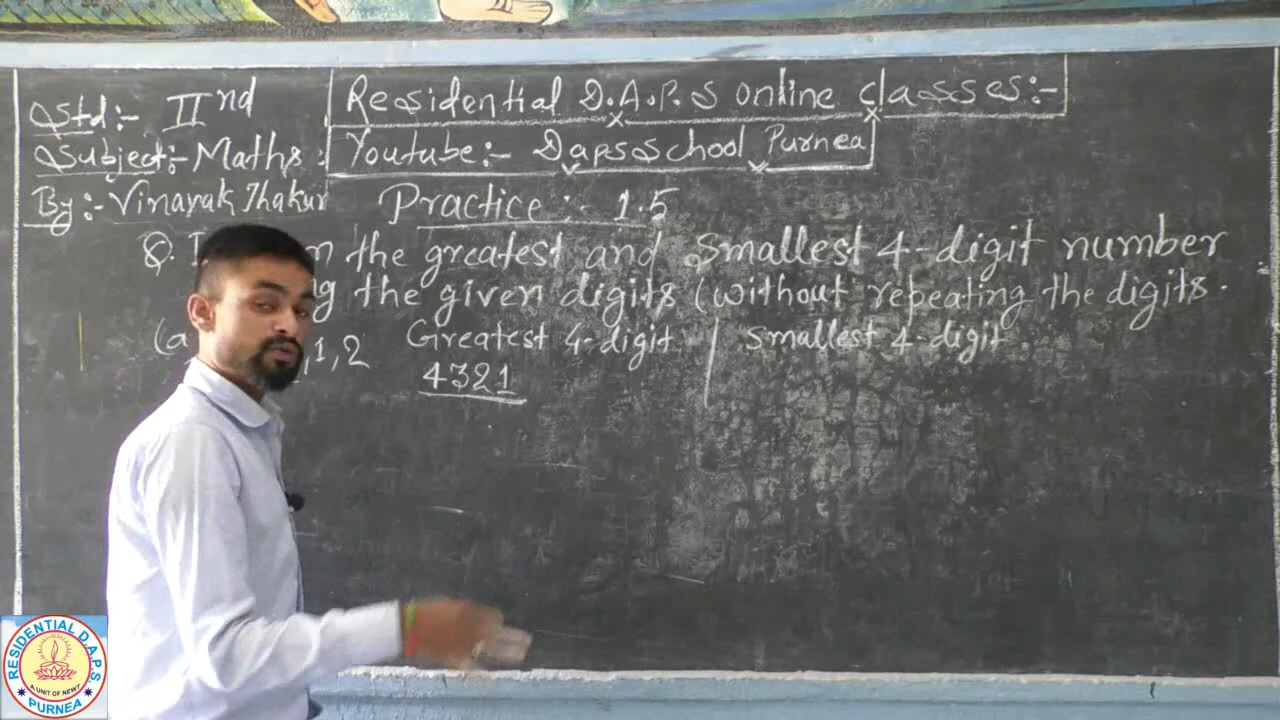 Std:- IInd
Residential D.A.P.S online classes:-
Subject:- Maths:
Youtube:- Dapsschool Purnea
By:- Vinayak Thakur
Practice:- 1.5
Q. the greatest and smallest 4-digit number
the given digits (without repeating the digits.
(a ,1,2 Greatest 4-digit | smallest 4-digit
4321
RESIDENTIAL D.A.P.S
A UNIT OF NEWT
PURNEA